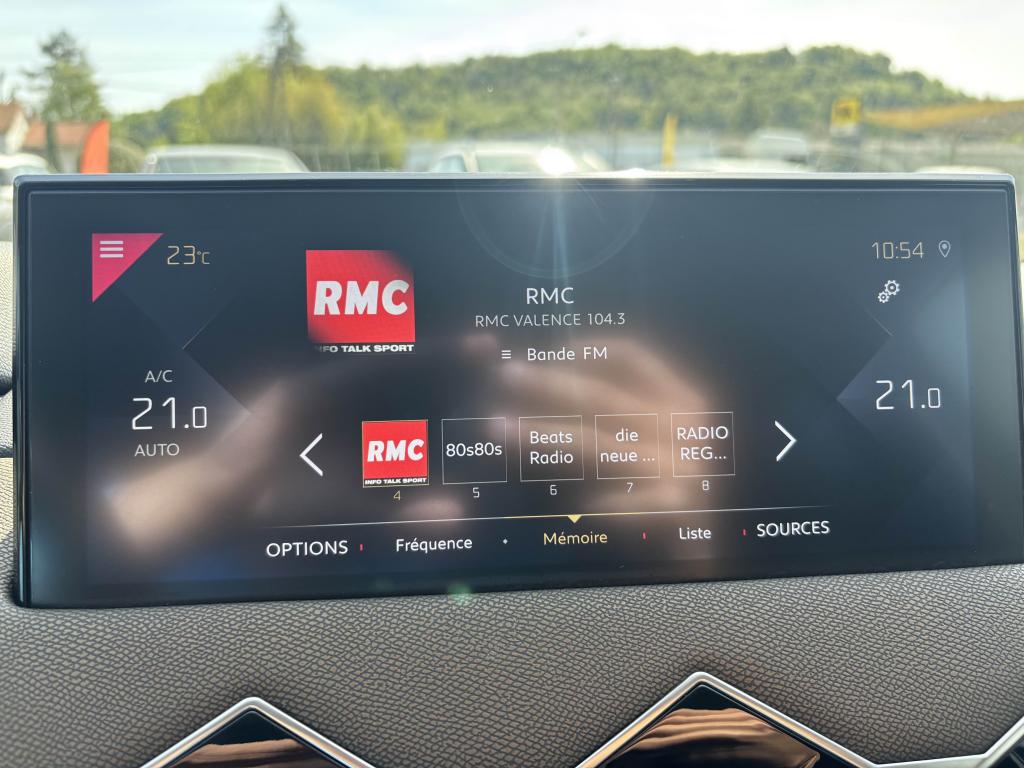 23°C
10:54
RMC
INFO TALK SPORT
RMC
RMC VALENCE 104.3
Bande FM
A/C
21.0
AUTO
21.0
RMC
INFO TALK SPORT
4
80s80s
5
Beats
Radio
6
die
neue ...
7
RADIO
REG...
8
OPTIONS
Fréquence
Mémoire
Liste
SOURCES